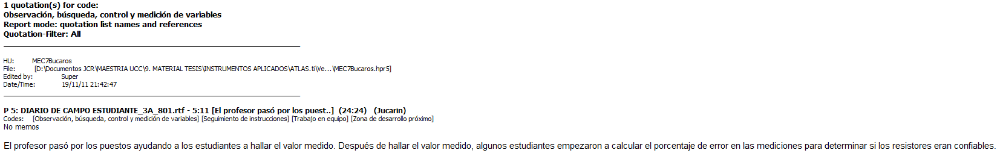 1 quotation(s) for code:
Observación, búsqueda, control y medición de variables
Report mode: quotation list names and references
Quotation-Filter: All
HU: MEC7Bucaros
File: [D:\Documentos JCR\MAESTRIA UCC\9. MATERIAL TESIS\INSTRUMENTOS APLICADOS\ATLAS.ti\Ve...\MEC7Bucaros.hpr5]
Edited by: Super
Date/Time: 19/11/11 21:42:47
P 5: DIARIO DE CAMPO ESTUDIANTE_3A_801.rtf - 5:11 [El profesor pasó por los puest..] (24:24) (Jucarin)
Codes: [Observación, búsqueda, control y medición de variables] [Seguimiento de instrucciones] [Trabajo en equipo] [Zona de desarrollo próximo]
No memos
El profesor pasó por los puestos ayudando a los estudiantes a hallar el valor medido. Después de hallar el valor medido, algunos estudiantes empezaron a calcular el porcentaje de error en las mediciones para determinar si los resistores eran confiables.